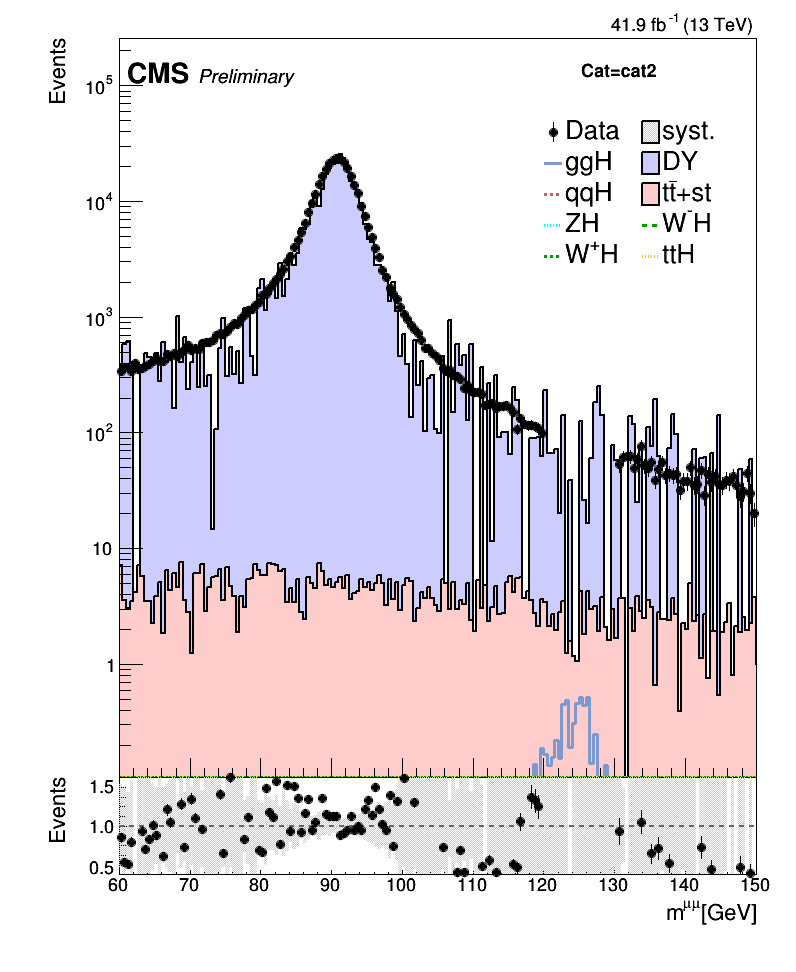 41.9 fb⁻¹ (13 TeV)
Events
CMS Preliminary
Cat=cat2
Data syst.
ggH DY
qqH tt̄+st
ZH W⁻H
W⁺H ttH
10⁵
10⁴
10³
10²
10
1
Events
1.5
1.0
0.5
60 70 80 90 100 110 120 130 140 150
m^μμ[GeV]